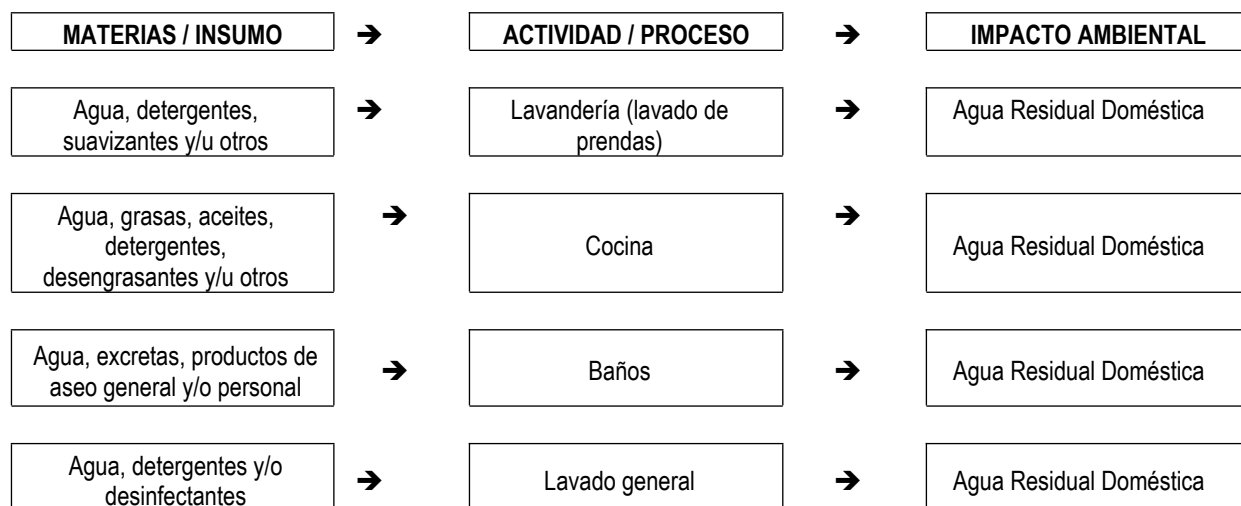 MATERIAS / INSUMO ➔ ACTIVIDAD / PROCESO ➔ IMPACTO AMBIENTAL
Agua, detergentes,
suavizantes y/u otros
➔
Lavandería (lavado de
prendas)
➔
Agua Residual Doméstica
Agua, grasas, aceites,
detergentes,
desengrasantes y/u otros
➔
Cocina
➔
Agua Residual Doméstica
Agua, excretas, productos de
aseo general y/o personal
➔
Baños
➔
Agua Residual Doméstica
Agua, detergentes y/o
desinfectantes
➔
Lavado general
➔
Agua Residual Doméstica